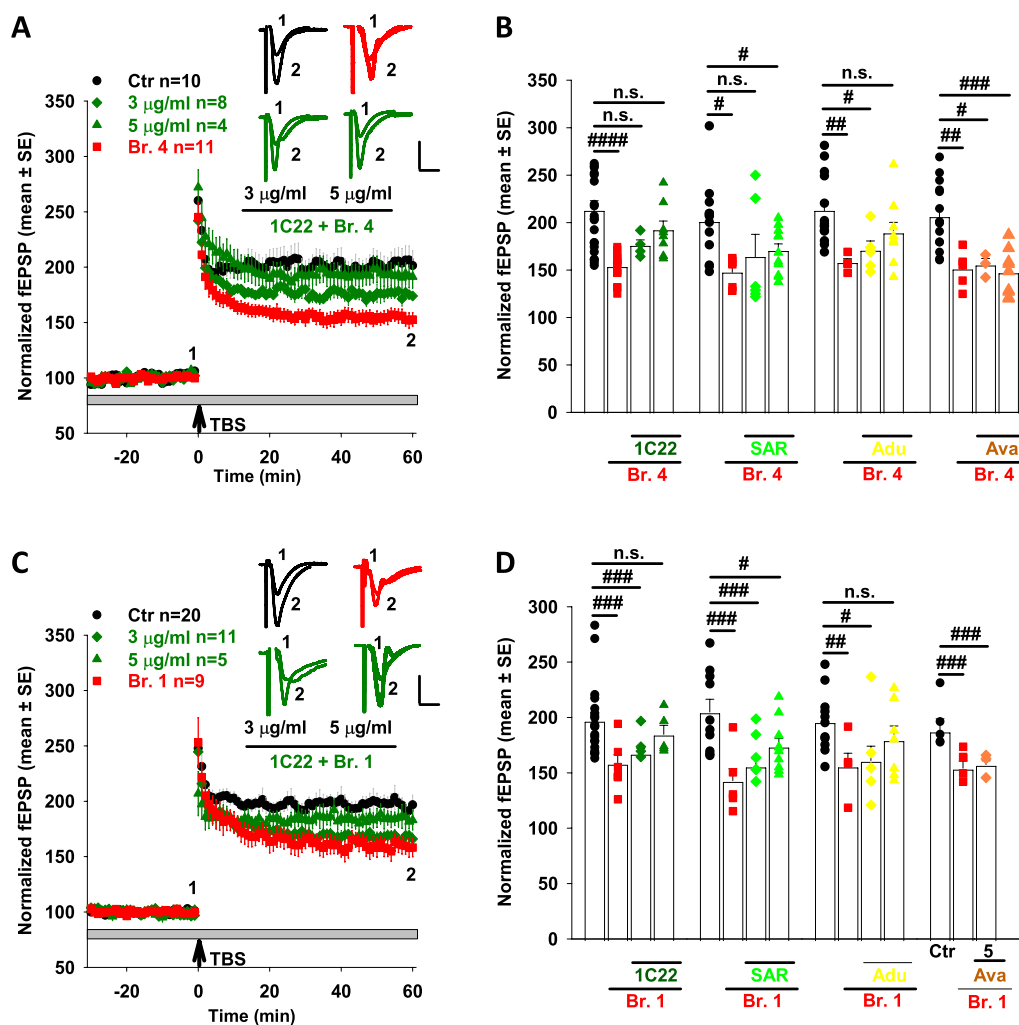 A
Ctr n=10
3 μg/ml n=8
5 μg/ml n=4
Br. 4 n=11
1
2
1
2
3 μg/ml 5 μg/ml
1C22 + Br. 4
Normalized fEPSP (mean ± SE)
350
300
250
200
150
100
50
1
2
TBS
-20 0 20 40 60
Time (min)
B
Normalized fEPSP (mean ± SE)
350
300
250
200
150
100
50
0
n.s.
n.s.
####
#
n.s.
#
n.s.
#
##
###
#
##
1C22 SAR Adu Ava
Br. 4 Br. 4 Br. 4 Br. 4
C
Ctr n=20
3 μg/ml n=11
5 μg/ml n=5
Br. 1 n=9
1 1
2 2
1
2 2
3 μg/ml 5 μg/ml
1C22 + Br. 1
Normalized fEPSP (mean ± SE)
350
300
250
200
150
100
50
1
2
TBS
-20 0 20 40 60
Time (min)
D
Normalized fEPSP (mean ± SE)
300
250
200
150
100
50
0
n.s.
###
###
#
###
###
n.s.
#
##
###
###
Ctr 5
1C22 SAR Adu Ava
Br. 1 Br. 1 Br. 1 Br. 1